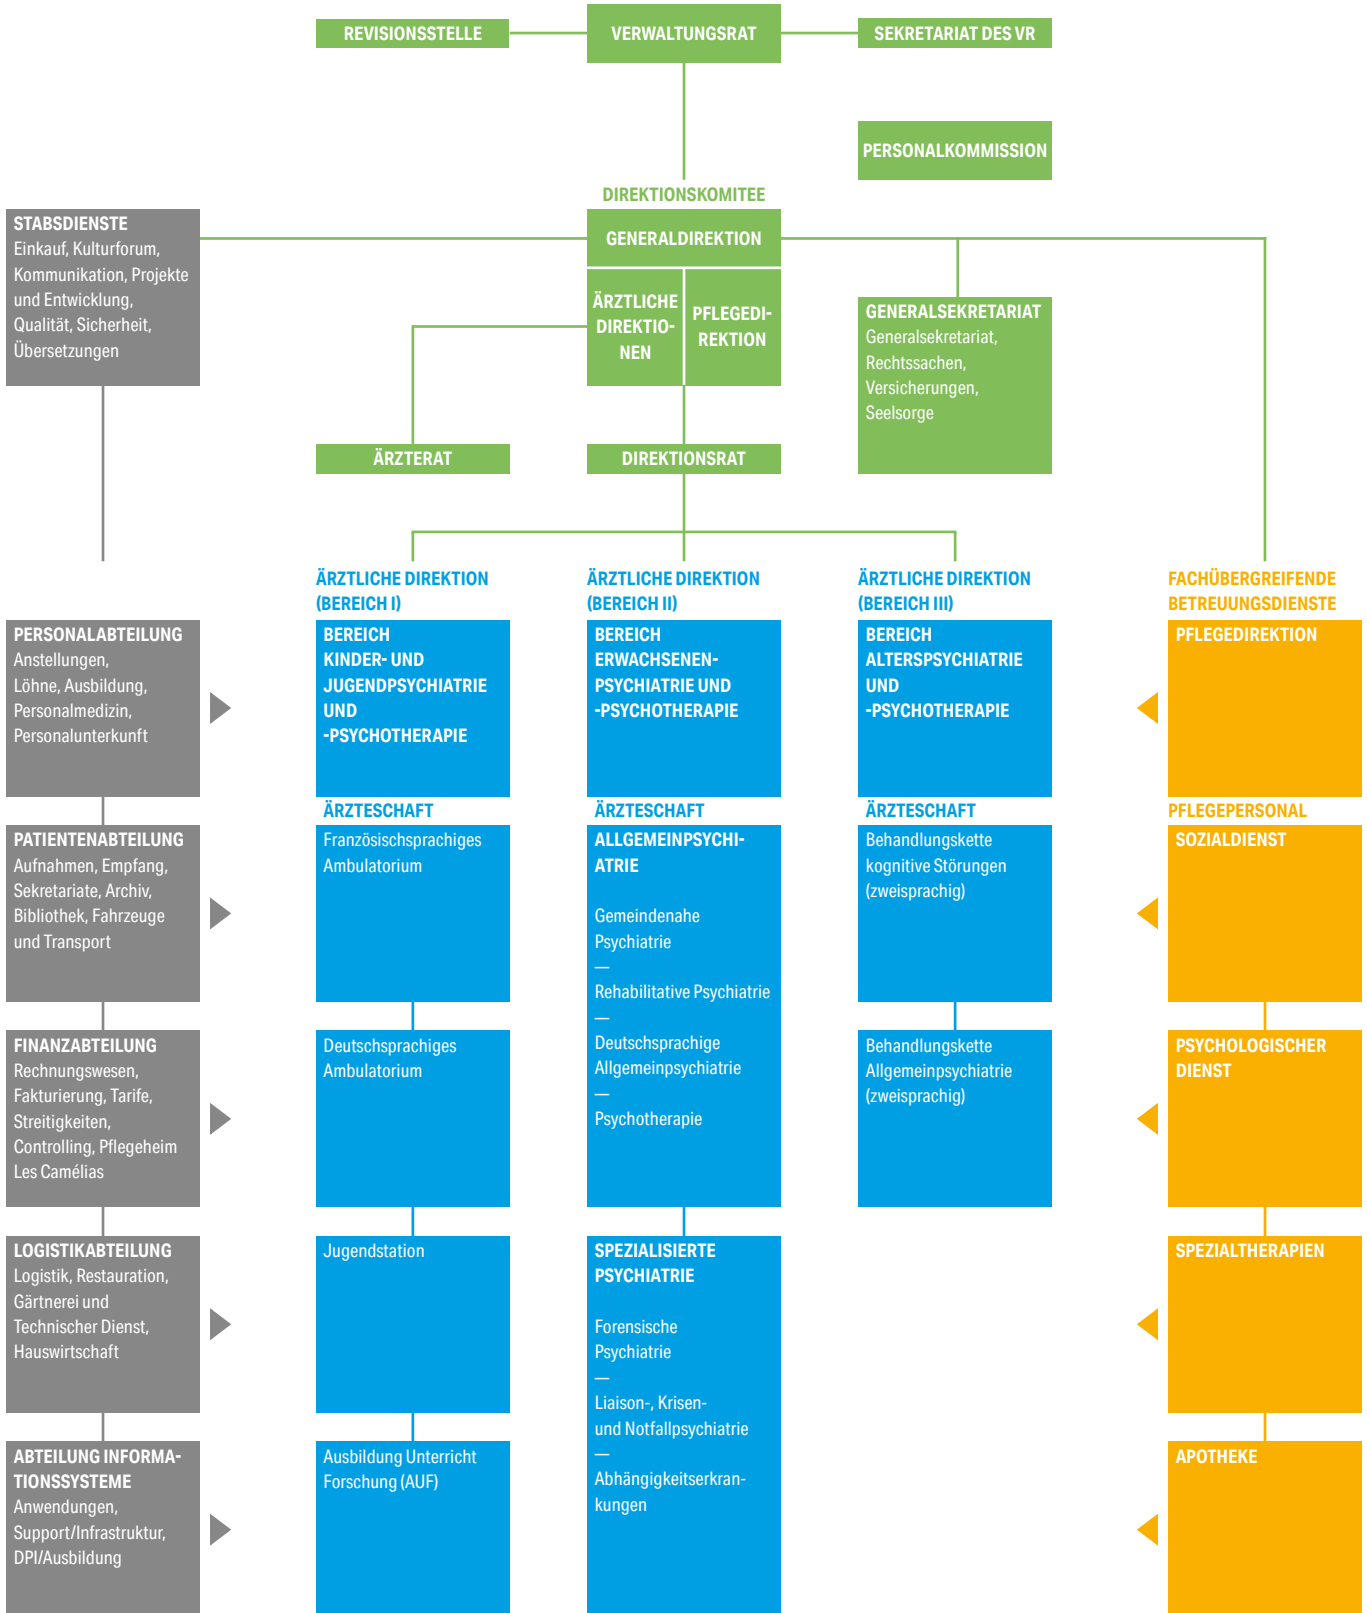 REVISIONSSTELLE
VERWALTUNGSRAT
SEKRETARIAT DES VR
PERSONALKOMMISSION
DIREKTIONSKOMITEE
GENERALDIREKTION
ÄRZTLICHE
DIREKTIO-
NEN
PFLEGEDI-
REKTION
STABSDIENSTE
Einkauf, Kulturforum,
Kommunikation, Projekte
und Entwicklung,
Qualität, Sicherheit,
Übersetzungen
GENERALSEKRETARIAT
Generalsekretariat,
Rechtssachen,
Versicherungen,
Seelsorge
ÄRZTERAT
DIREKTIONSRAT
PERSONALABTEILUNG
Anstellungen,
Löhne, Ausbildung,
Personalmedizin,
Personalunterkunft
PATIENTENABTEILUNG
Aufnahmen, Empfang,
Sekretariate, Archiv,
Bibliothek, Fahrzeuge
und Transport
FINANZABTEILUNG
Rechnungswesen,
Fakturierung, Tarife,
Streitigkeiten,
Controlling, Pflegeheim
Les Camélias
LOGISTIKABTEILUNG
Logistik, Restauration,
Gärtnerei und
Technischer Dienst,
Hauswirtschaft
ABTEILUNG INFORMA-
TIONSSYSTEME
Anwendungen,
Support/Infrastruktur,
DPI/Ausbildung
ÄRZTLICHE DIREKTION
(BEREICH I)
BEREICH
KINDER- UND
JUGENDPSYCHIATRIE
UND
-PSYCHOTHERAPIE
ÄRZTESCHAFT
Französischsprachiges
Ambulatorium
Deutschsprachiges
Ambulatorium
Jugendstation
Ausbildung Unterricht
Forschung (AUF)
ÄRZTLICHE DIREKTION
(BEREICH II)
BEREICH
ERWACHSENEN-
PSYCHIATRIE UND
-PSYCHOTHERAPIE
ÄRZTESCHAFT
ALLGEMEINPSYCHI-
ATRIE
Gemeindenahe
Psychiatrie
—
Rehabilitative Psychiatrie
—
Deutschsprachige
Allgemeinpsychiatrie
—
Psychotherapie
SPEZIALISIERTE
PSYCHIATRIE
Forensische
Psychiatrie
—
Liaison-, Krisen-
und Notfallpsychiatrie
—
Abhängigkeitserkran-
kungen
ÄRZTLICHE DIREKTION
(BEREICH III)
BEREICH
ALTERSPSYCHIATRIE
UND
-PSYCHOTHERAPIE
ÄRZTESCHAFT
Behandlungskette
kognitive Störungen
(zweisprachig)
Behandlungskette
Allgemeinpsychiatrie
(zweisprachig)
FACHÜBERGREIFENDE
BETREUUNGSDIENSTE
PFLEGEDIREKTION
PFLEGEPERSONAL
SOZIALDIENST
PSYCHOLOGISCHER
DIENST
SPEZIALTHERAPIEN
APOTHEKE